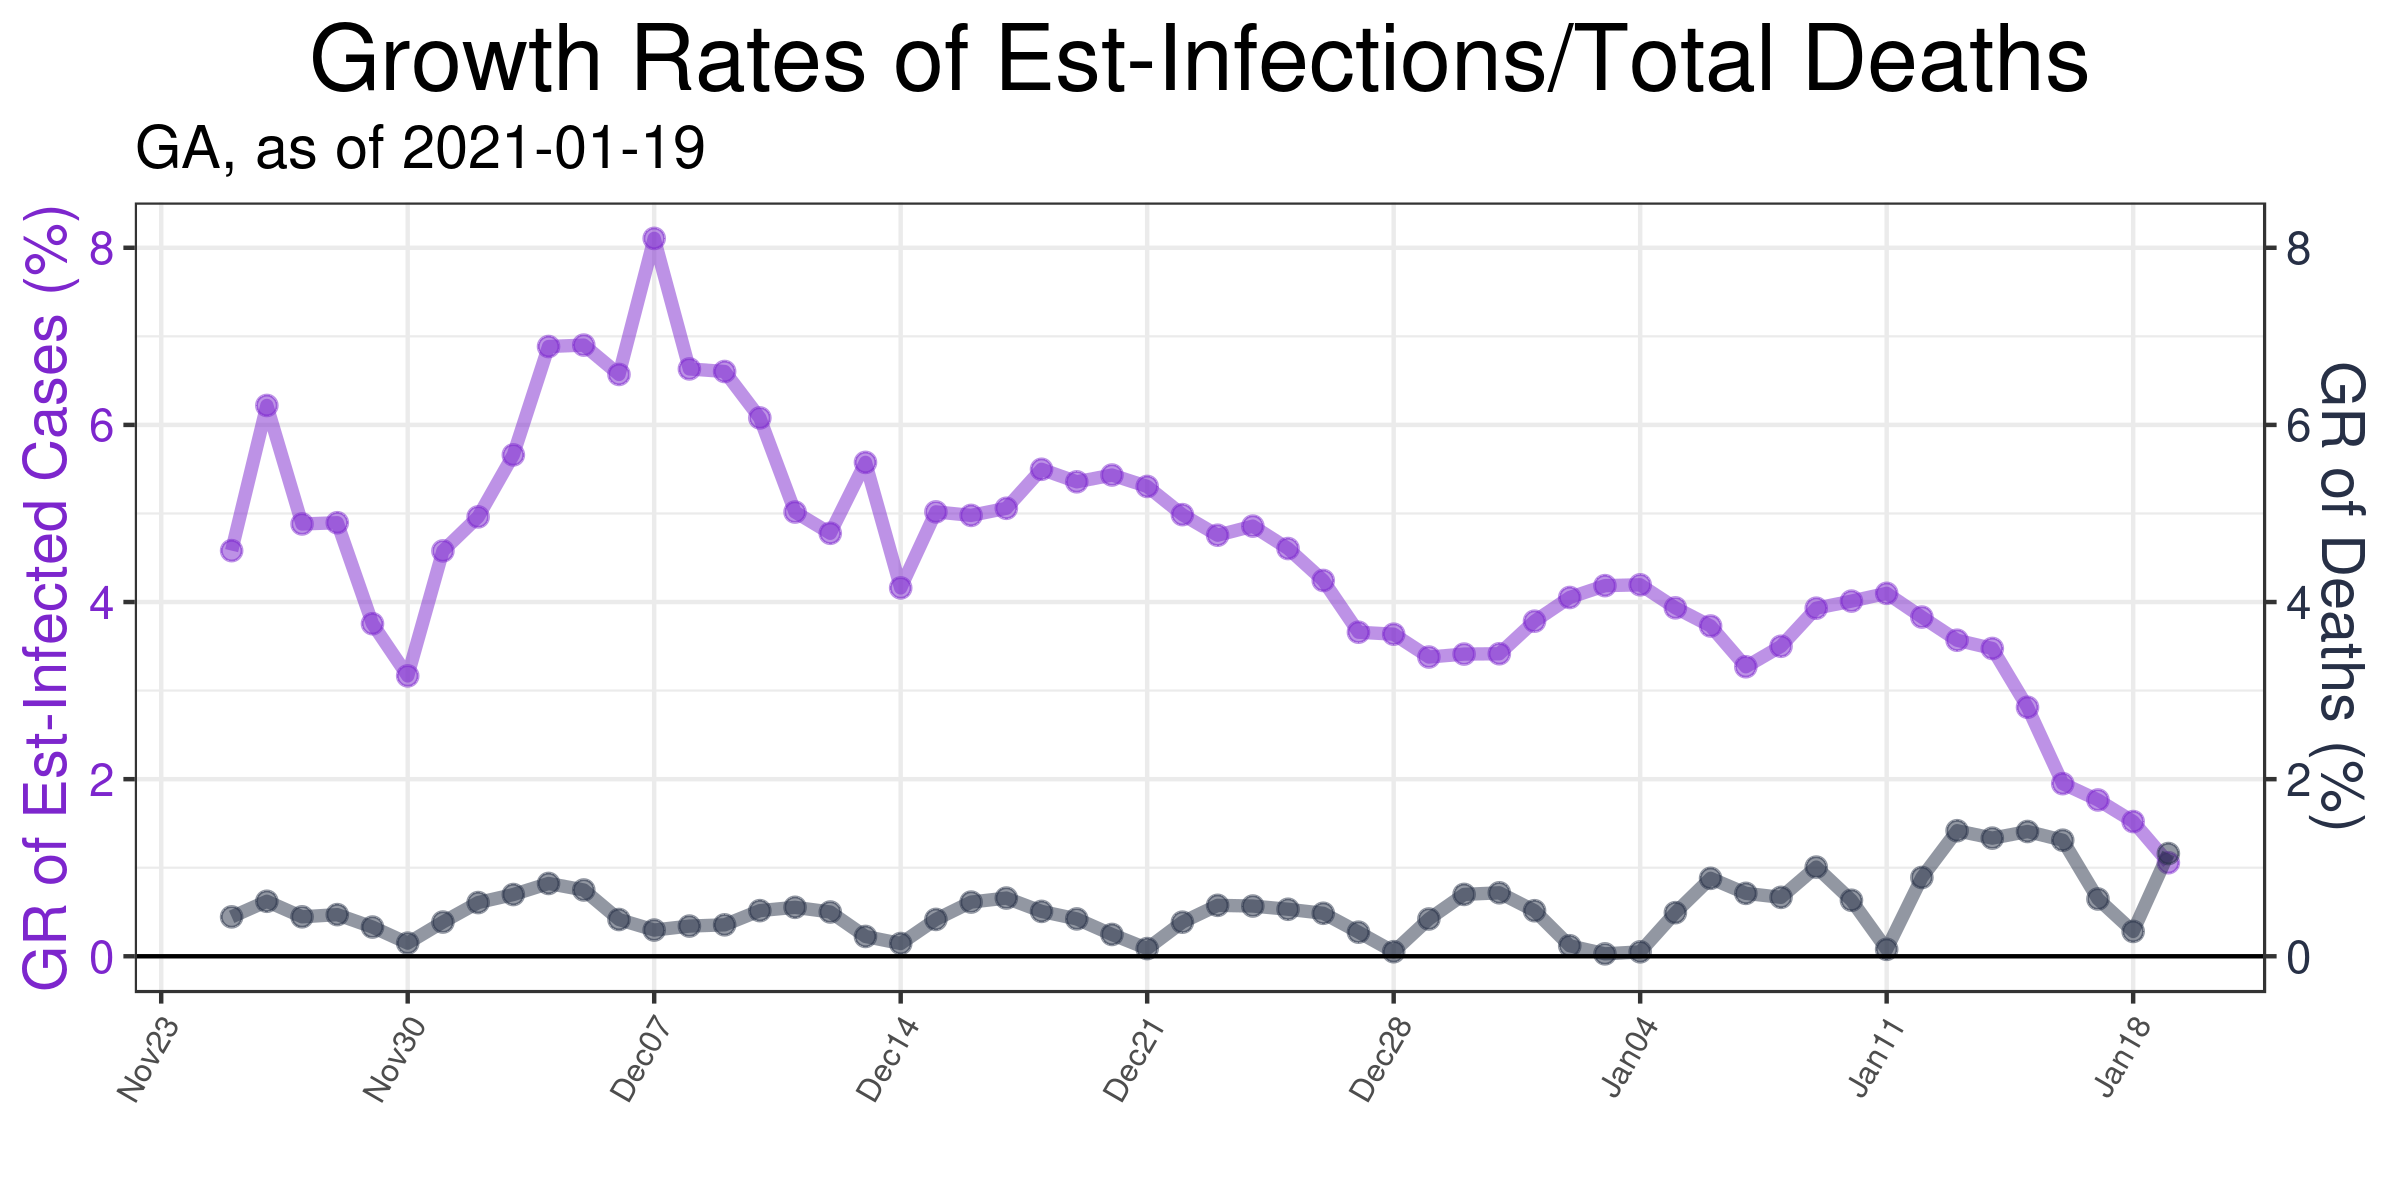 Growth Rates of Est-Infections/Total Deaths
GA, as of 2021-01-19
GR of Est-Infected Cases (%)
8
6
4
2
0
8
6
4
2
0
GR of Deaths (%)
Nov23
Nov30
Dec07
Dec14
Dec21
Dec28
Jan04
Jan11
Jan18